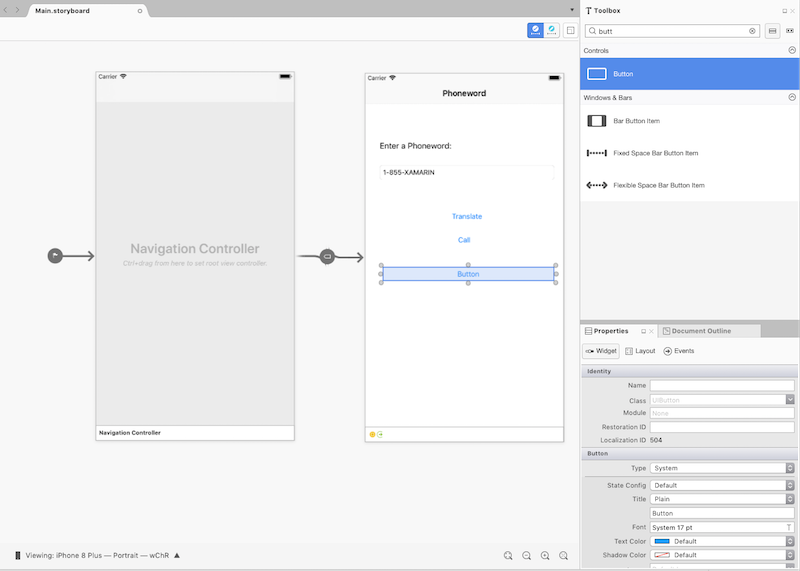 Main.storyboard
Carrier
Navigation Controller
Ctrl+drag from here to set root view controller.
Navigation Controller
Carrier
Phoneword
Enter a Phoneword:
1-855-XAMARIN
Translate
Call
Button
Viewing: iPhone 8 Plus — Portrait — wChR ▲
Toolbox
butt
Controls
Button
Windows & Bars
Bar Button Item
Fixed Space Bar Button Item
Flexible Space Bar Button Item
Properties
Document Outline
Widget
Layout
Events
Identity
Name
Class UIButton
Module None
Restoration ID
Localization ID 504
Button
Type System
State Config Default
Title Plain
Button
Font System 17 pt T
Text Color Default
Shadow Color Default